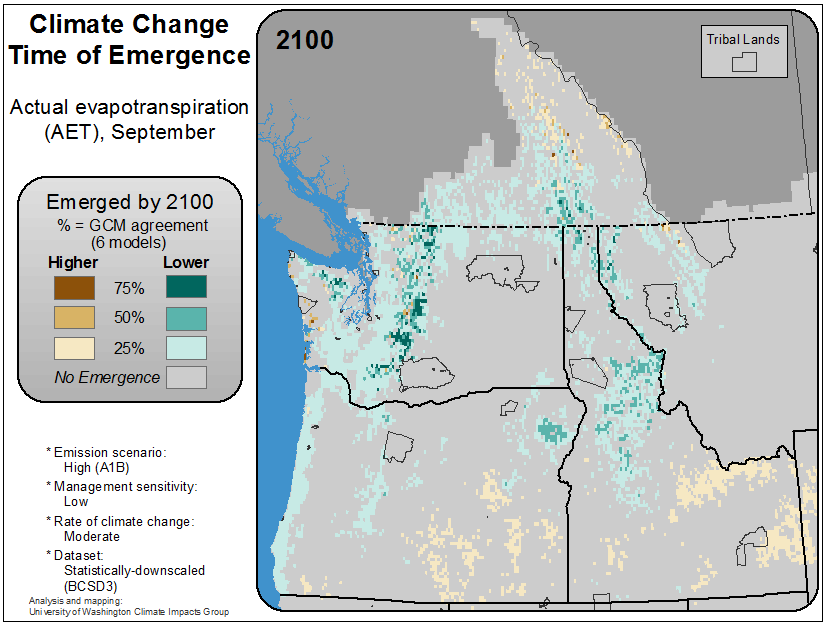 Climate Change
Time of Emergence
Actual evapotranspiration
(AET), September
Emerged by 2100
% = GCM agreement
(6 models)
Higher Lower
75%
50%
25%
No Emergence
* Emission scenario:
High (A1B)
* Management sensitivity:
Low
* Rate of climate change:
Moderate
* Dataset:
Statistically-downscaled
(BCSD3)
Analysis and mapping:
University of Washington Climate Impacts Group
2100
Tribal Lands